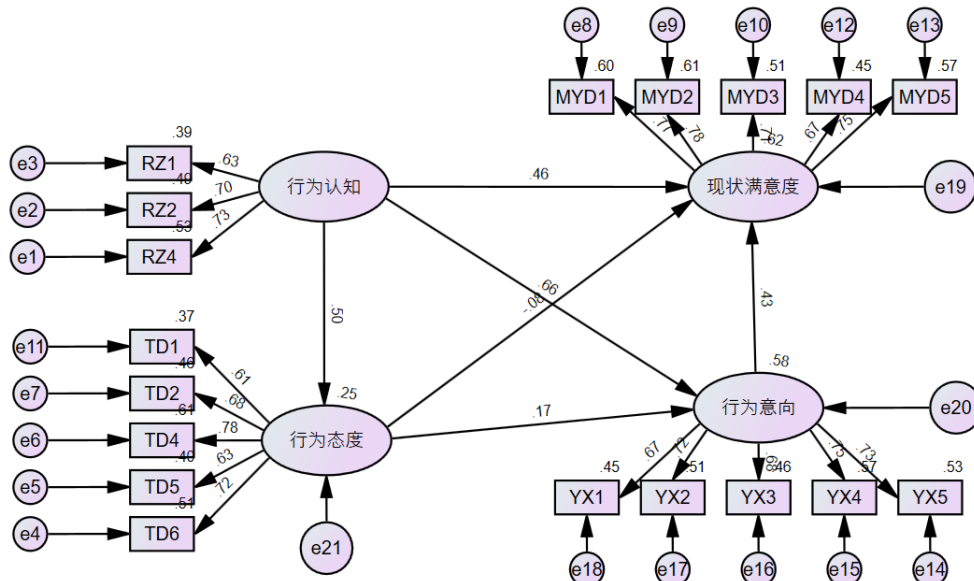 e8
e9
e10
e12
e13
.60
.61
.51
.45
.57
MYD1
MYD2
MYD3
MYD4
MYD5
.77
.78
.67
.75
.62
.39
e3
RZ1
.63
行为认知
.46
现状满意度
e19
e2
RZ2
.70
.53
e1
RZ4
.73
.66
-.08
.50
.43
.37
e11
TD1
.46
.61
e7
TD2
.68
.61
.25
.58
e6
TD4
.78
行为态度
.17
行为意向
e20
.40
e5
TD5
.63
.51
e4
TD6
.72
e21
.67
.72
.68
.75
.73
.45
.51
.46
.57
.53
YX1
YX2
YX3
YX4
YX5
e18
e17
e16
e15
e14